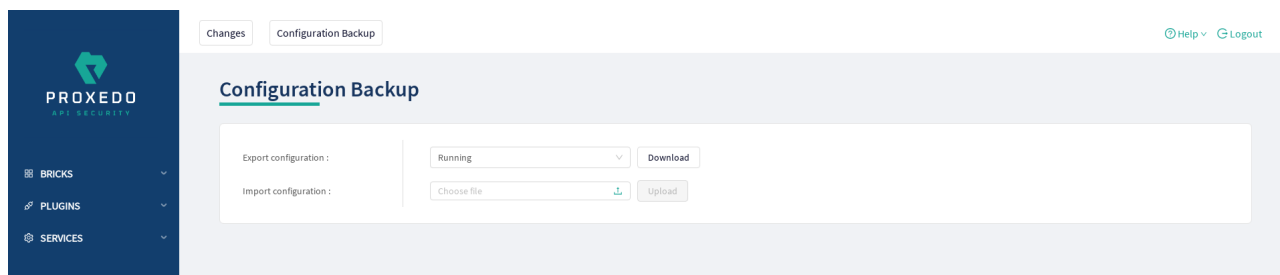 Changes
Configuration Backup
Help
Logout
PROXEDO
API SECURITY
BRICKS
PLUGINS
SERVICES
Configuration Backup
Export configuration :
Running
Download
Import configuration :
Choose file
Upload